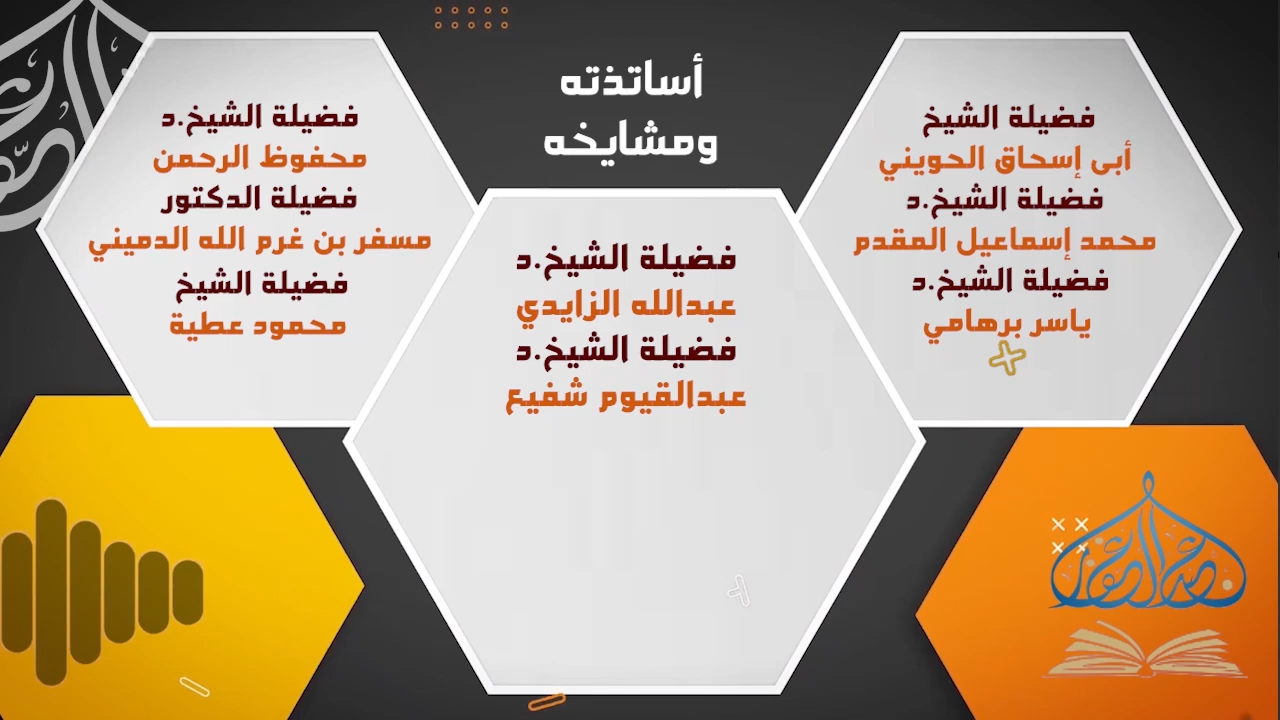 أساتذته
ومشايخه
فضيلة الشيخ
أبى إسحاق الحويني
فضيلة الشيخ.د
محمد إسماعيل المقدم
فضيلة الشيخ.د
ياسر برهامي
فضيلة الشيخ.د
عبدالله الزايدي
فضيلة الشيخ.د
عبدالقيوم شفيع
فضيلة الشيخ.د
محفوظ الرحمن
فضيلة الدكتور
مسفر بن غرم الله الدميني
فضيلة الشيخ
محمود عطية